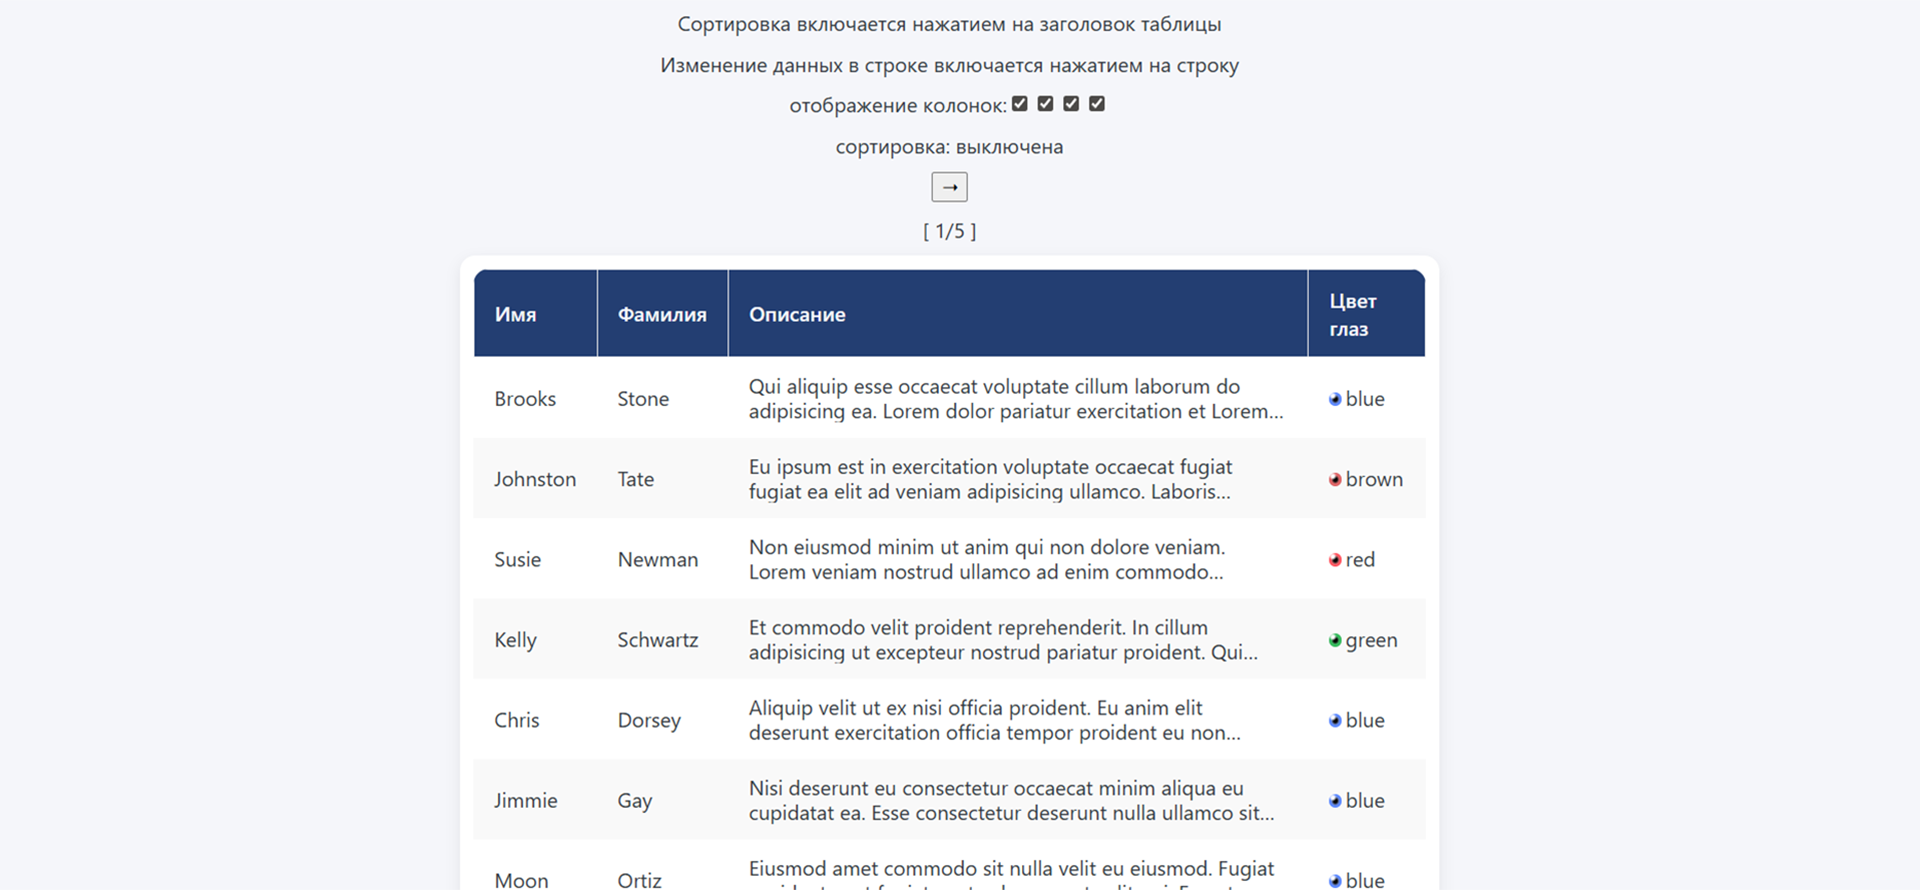 Сортировка включается нажатием на заголовок таблицы
Изменение данных в строке включается нажатием на строку
отображение колонок:
сортировка: выключена
→
[ 1/5 ]
Имя Фамилия Описание Цвет глаз
Brooks Stone Qui aliquip esse occaecat voluptate cillum laborum do
adipisicing ea. Lorem dolor pariatur exercitation et Lorem... blue
Johnston Tate Eu ipsum est in exercitation voluptate occaecat fugiat
fugiat ea elit ad veniam adipisicing ullamco. Laboris... brown
Susie Newman Non eiusmod minim ut anim qui non dolore veniam.
Lorem veniam nostrud ullamco ad enim commodo... red
Kelly Schwartz Et commodo velit proident reprehenderit. In cillum
adipisicing ut excepteur nostrud pariatur proident. Qui... green
Chris Dorsey Aliquip velit ut ex nisi officia proident. Eu anim elit
deserunt exercitation officia tempor proident eu non... blue
Jimmie Gay Nisi deserunt eu consectetur occaecat minim aliqua eu
cupidatat ea. Esse consectetur deserunt nulla ullamco sit... blue
Moon Ortiz Eiusmod amet commodo sit nulla velit eu eiusmod. Fugiat
blue